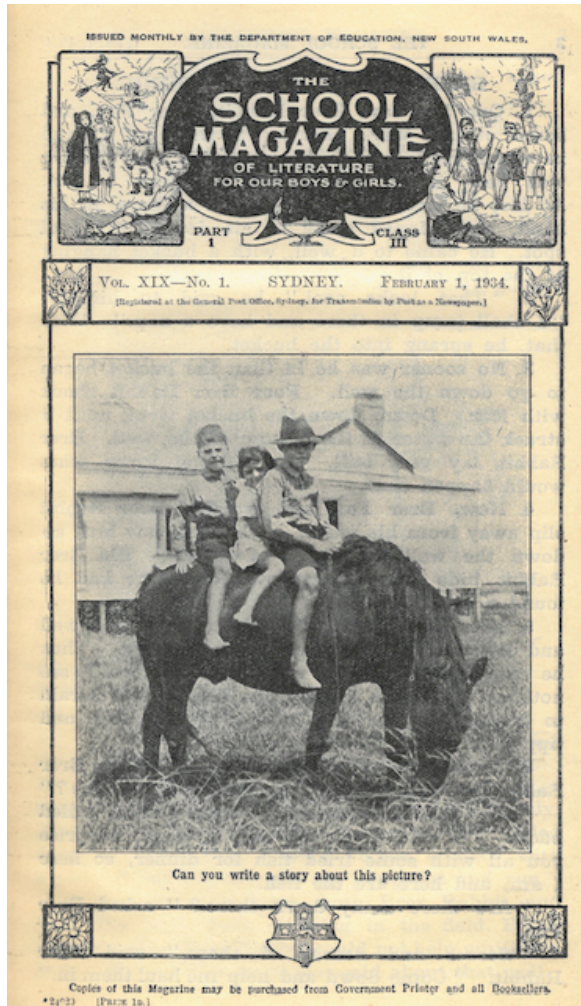 ISSUED MONTHLY BY THE DEPARTMENT OF EDUCATION, NEW SOUTH WALES,
THE
SCHOOL
MAGAZINE
OF LITERATURE
FOR OUR BOYS & GIRLS.
PART
1
CLASS
III
VOL. XIX—No. 1. SYDNEY. FEBRUARY 1, 1934.
[Registered at the General Post Office, Sydney, for Transmission by Post as a Newspaper.]
Can you write a story about this picture?
Copies of this Magazine may be purchased from Government Printer and all Booksellers.